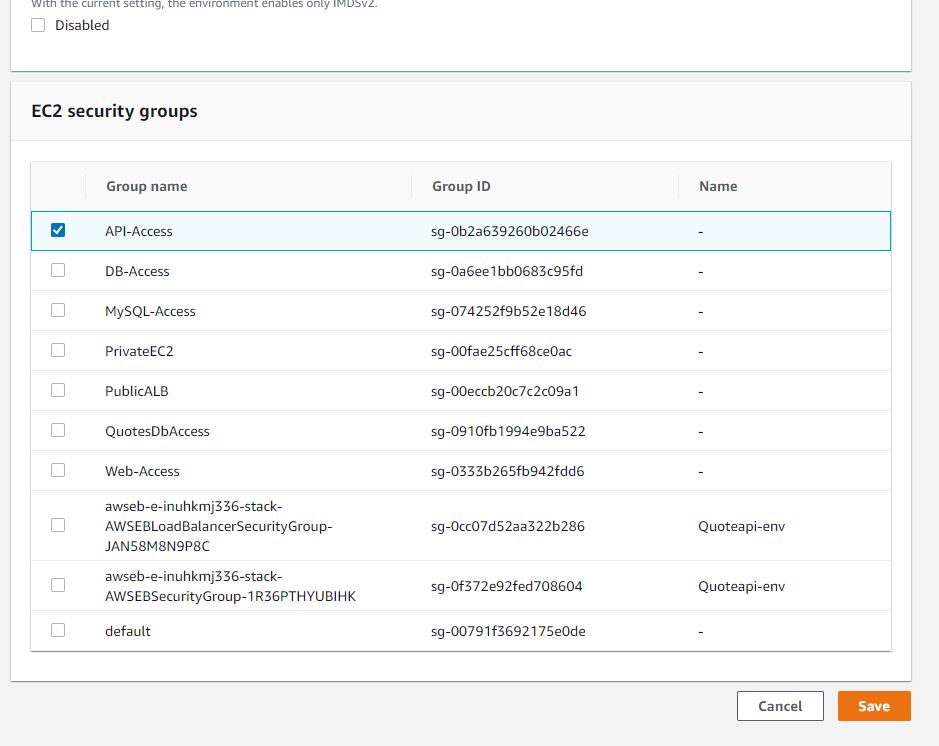 With the current setting, the environment enables only IMDSv2.
Disabled
EC2 security groups
Group name Group ID Name
API-Access sg-0b2a639260b02466e -
DB-Access sg-0a6ee1bb0683c95fd -
MySQL-Access sg-074252f9b52e18d46 -
PrivateEC2 sg-00fae25cff68ce0ac -
PublicALB sg-00eccb20c7c2c09a1 -
QuotesDbAccess sg-0910fb1994e9ba522 -
Web-Access sg-0333b265fb942fdd6 -
awseb-e-inuhkmj336-stack-
AWSEBLoadBalancerSecurityGroup- sg-0cc07d52aa322b286 Quoteapi-env
JAN58M8N9P8C
awseb-e-inuhkmj336-stack-
AWSEBSecurityGroup-1R36PTHYUBIHK sg-0f372e92fed708604 Quoteapi-env
default sg-00791f3692175e0de -
Cancel Save